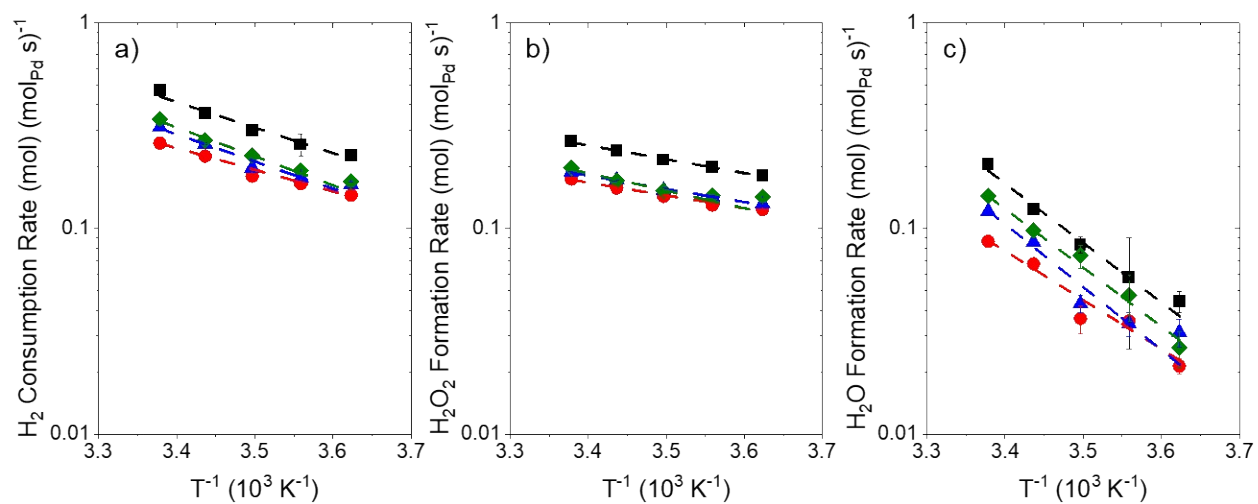 a)
H₂ Consumption Rate (mol) (mol_Pd s)⁻¹
1
0.1
0.01
3.3 3.4 3.5 3.6 3.7
T⁻¹ (10³ K⁻¹)
b)
H₂O₂ Formation Rate (mol) (mol_Pd s)⁻¹
1
0.1
0.01
3.3 3.4 3.5 3.6 3.7
T⁻¹ (10³ K⁻¹)
c)
H₂O Formation Rate (mol) (mol_Pd s)⁻¹
1
0.1
0.01
3.3 3.4 3.5 3.6 3.7
T⁻¹ (10³ K⁻¹)